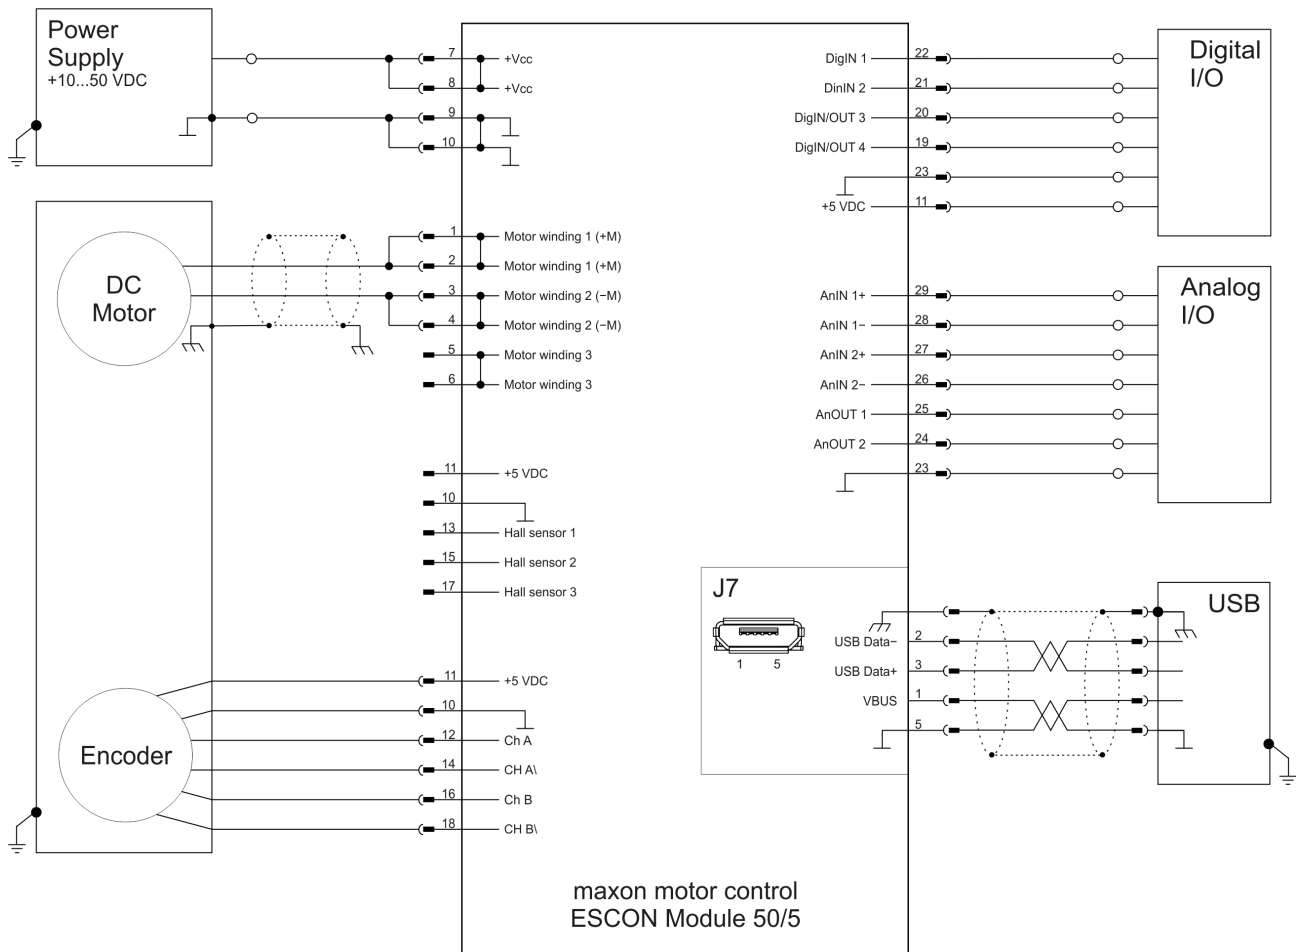 Power
Supply
+10...50 VDC
7 +Vcc
8 +Vcc
9
10
DC
Motor
1 Motor winding 1 (+M)
2 Motor winding 1 (+M)
3 Motor winding 2 (−M)
4 Motor winding 2 (−M)
5 Motor winding 3
6 Motor winding 3
11 +5 VDC
10
13 Hall sensor 1
15 Hall sensor 2
17 Hall sensor 3
Encoder
11 +5 VDC
10
12 Ch A
14 CH A\
16 Ch B
18 CH B\
Digital
I/O
DigIN 1 22
DinIN 2 21
DigIN/OUT 3 20
DigIN/OUT 4 19
23
+5 VDC 11
Analog
I/O
AnIN 1+ 29
AnIN 1− 28
AnIN 2+ 27
AnIN 2− 26
AnOUT 1 25
AnOUT 2 24
23
J7
1 5
USB
USB Data− 2
USB Data+ 3
VBUS 1
5
maxon motor control
ESCON Module 50/5